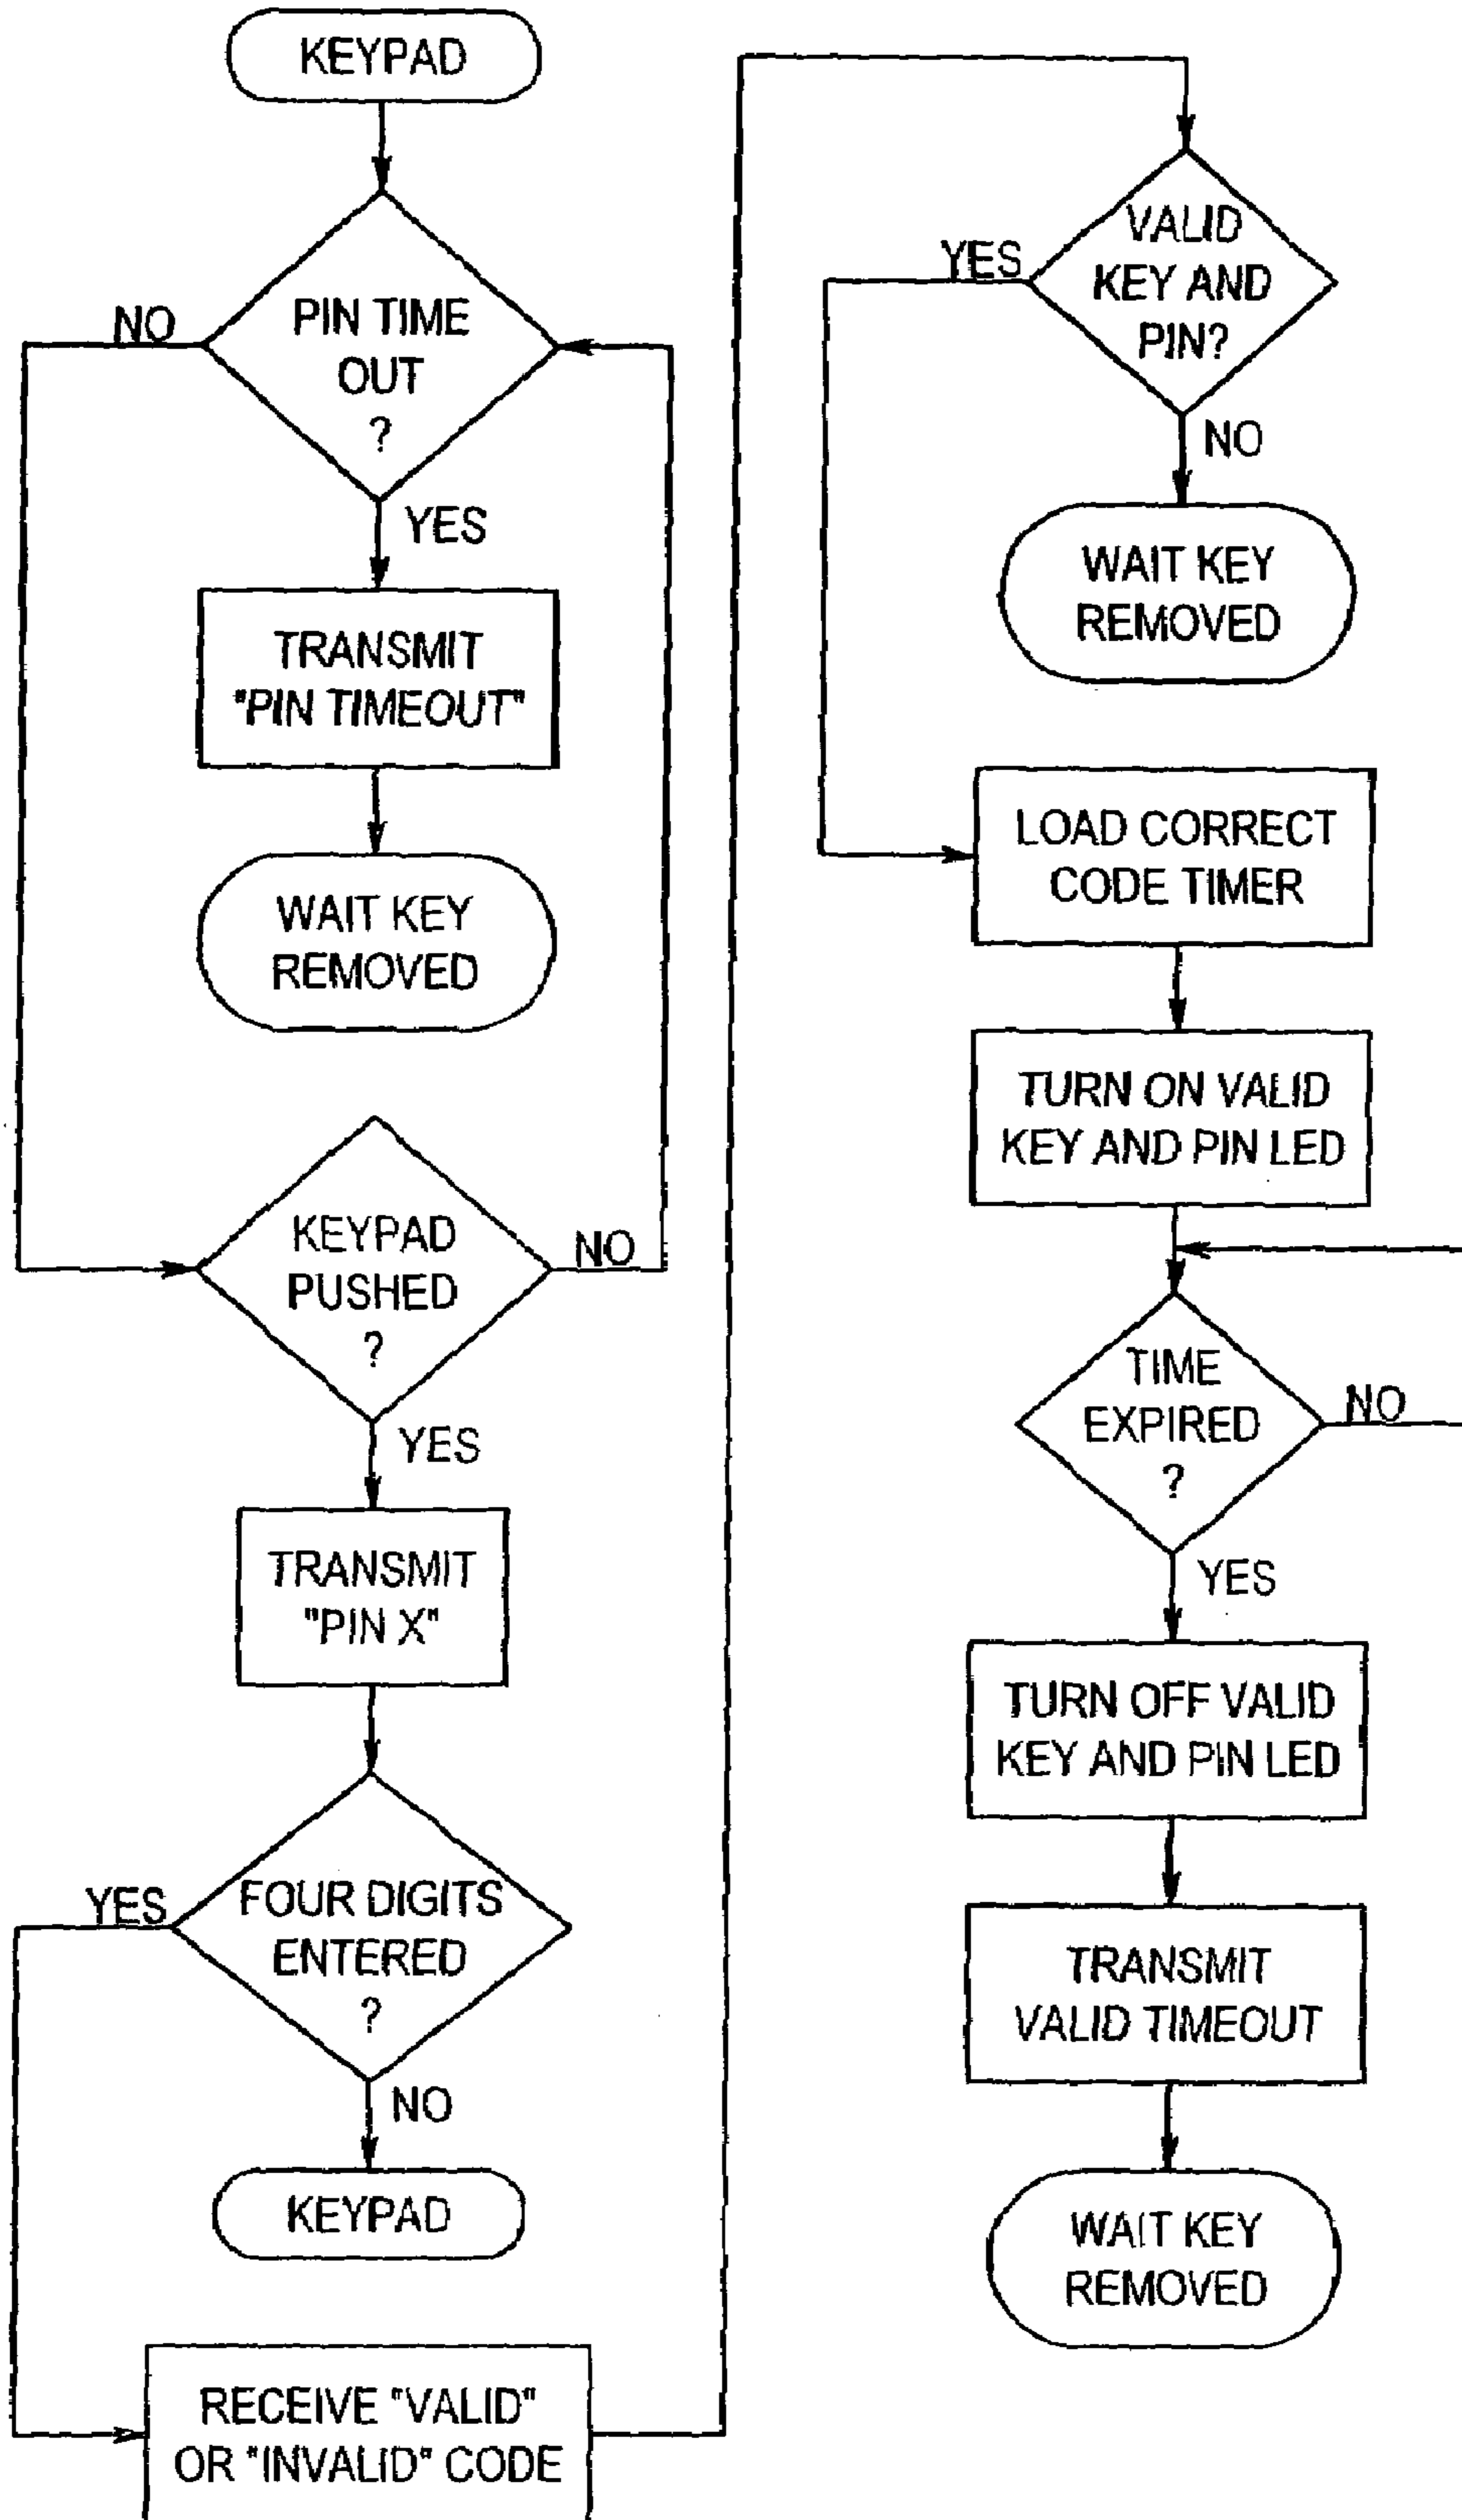 KEYPAD
NO
PIN TIME
OUT
?
YES
TRANSMIT
"PIN TIMEOUT"
WAIT KEY
REMOVED
KEYPAD
PUSHED
?
NO
YES
TRANSMIT
"PIN X"
YES
FOUR DIGITS
ENTERED
?
NO
KEYPAD
RECEIVE "VALID"
OR "INVALID" CODE
YES
VALID
KEY AND
PIN?
NO
WAIT KEY
REMOVED
LOAD CORRECT
CODE TIMER
TURN ON VALID
KEY AND PIN LED
TIME
EXPIRED
?
NO
YES
TURN OFF VALID
KEY AND PIN LED
TRANSMIT
VALID TIMEOUT
WAIT KEY
REMOVED